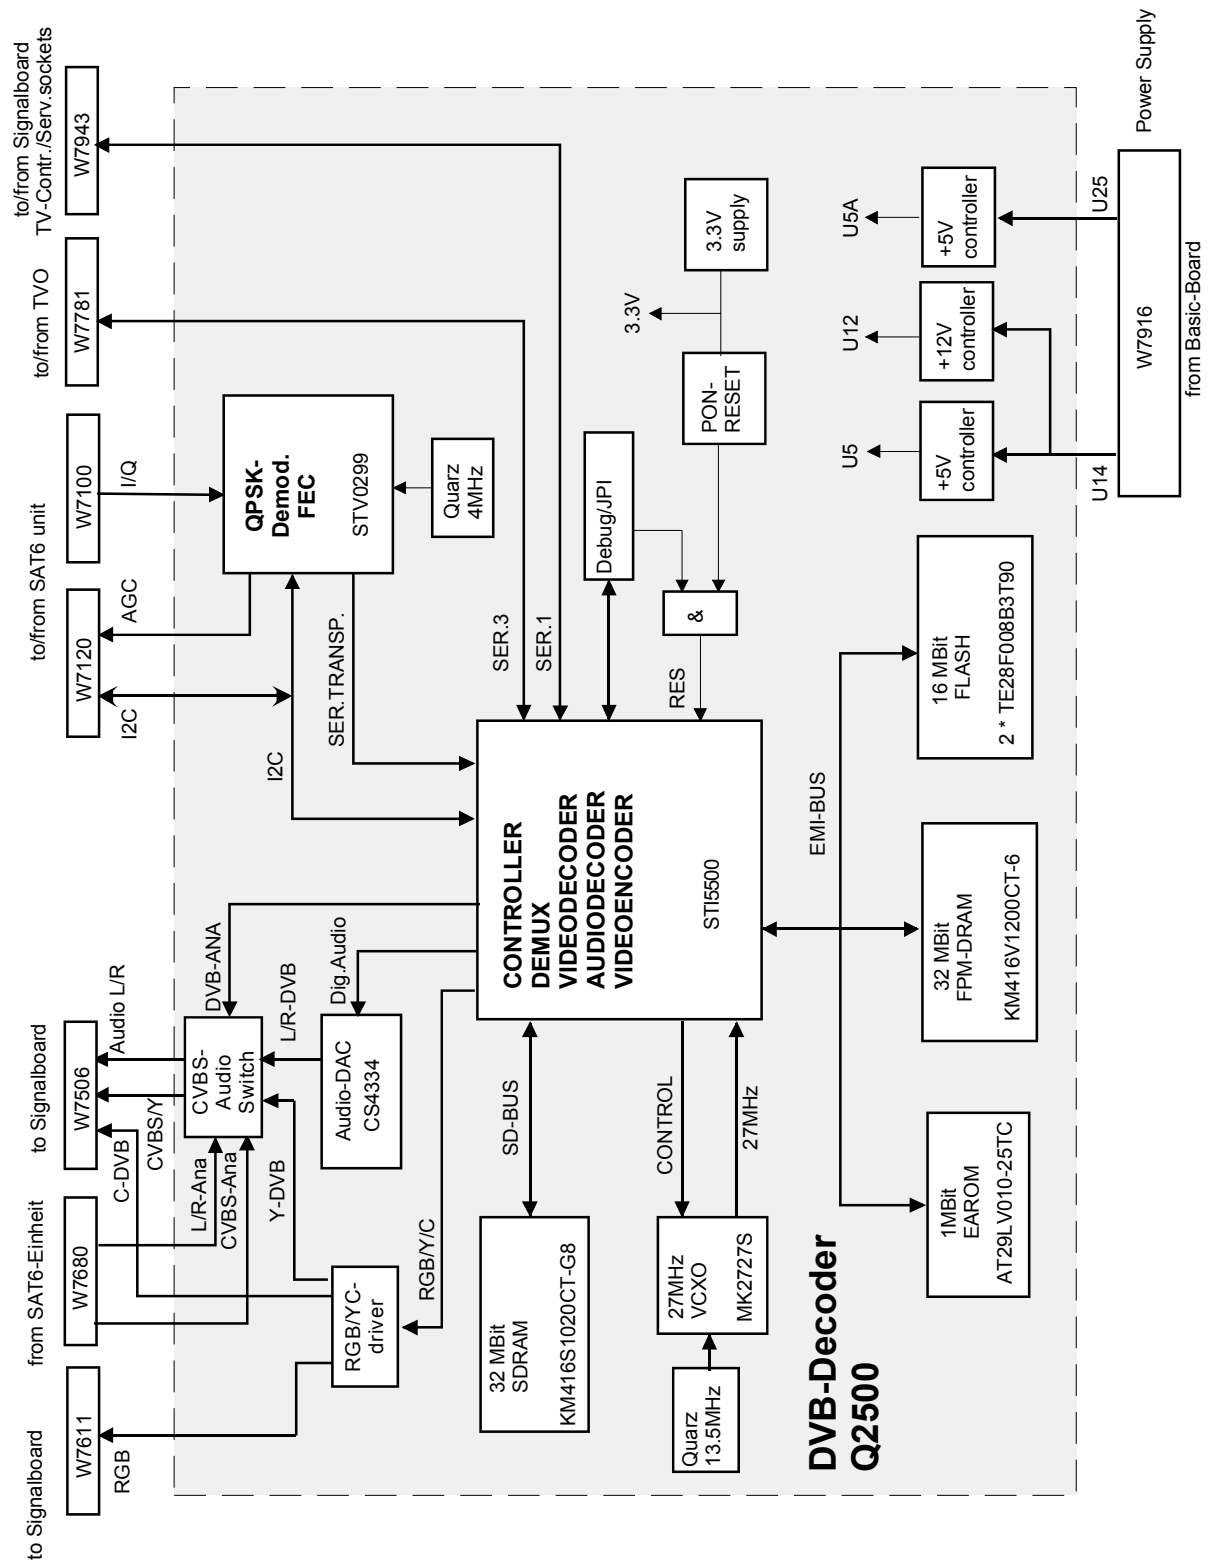 to Signalboard
W7611
RGB
from SAT6-Einheit
W7680
L/R-Ana
CVBS-Ana
to Signalboard
W7506
C-DVB
CVBS/Y
Audio L/R
to/from SAT6 unit
W7120
I2C
AGC
W7100
I/Q
to/from TVO
W7781
to/from Signalboard
TV-Contr./Serv.sockets
W7943
CVBS-
Audio
Switch
DVB-ANA
L/R-DVB
Y-DVB
RGB/YC-
driver
Audio-DAC
CS4334
Dig.Audio
RGB/Y/C
I2C
SER.TRANSP.
QPSK-
Demod.
FEC
STV0299
Quarz
4MHz
SER.3
SER.1
32 MBit
SDRAM
KM416S1020CT-G8
SD-BUS
CONTROLLER
DEMUX
VIDEODECODER
AUDIODECODER
VIDEOENCODER
STI5500
Debug/JPI
&
RES
PON-
RESET
3.3V
3.3V
supply
Quarz
13.5MHz
27MHz
VCXO
MK2727S
CONTROL
27MHz
EMI-BUS
DVB-Decoder
Q2500
1MBit
EAROM
AT29LV010-25TC
32 MBit
FPM-DRAM
KM416V1200CT-6
16 MBit
FLASH
2 * TE28F008B3T90
U5
+5V
controller
U12
+12V
controller
U5A
+5V
controller
U14
U25
W7916
from Basic-Board
Power Supply